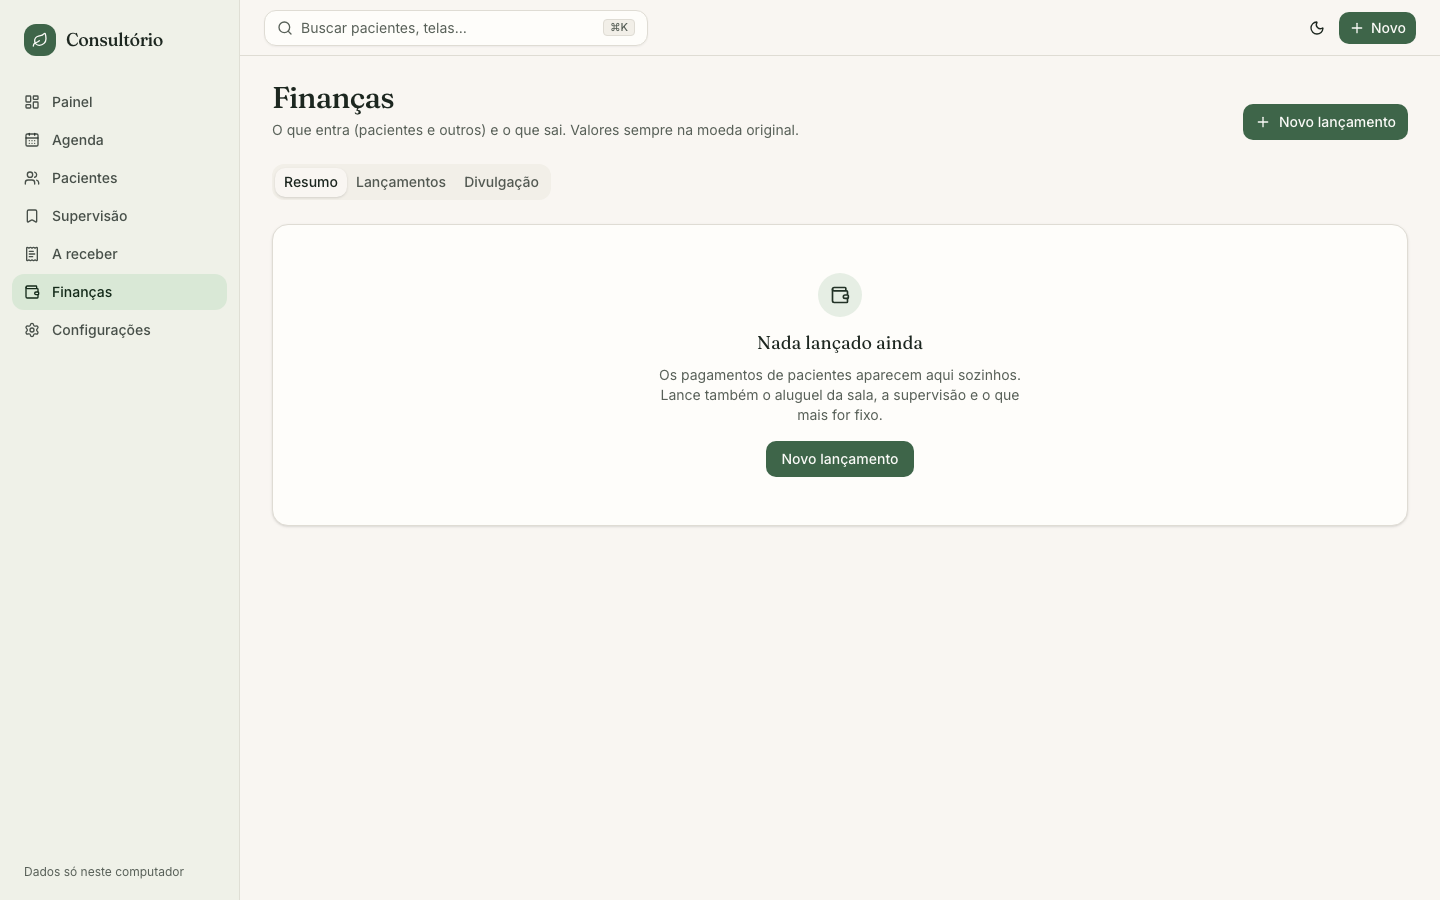 Consultório
Buscar pacientes, telas...
⌘K
Novo
Painel
Agenda
Pacientes
Supervisão
A receber
Finanças
Configurações
Dados só neste computador
Finanças
O que entra (pacientes e outros) e o que sai. Valores sempre na moeda original.
Novo lançamento
Resumo
Lançamentos
Divulgação
Nada lançado ainda
Os pagamentos de pacientes aparecem aqui sozinhos.
Lance também o aluguel da sala, a supervisão e o que
mais for fixo.
Novo lançamento